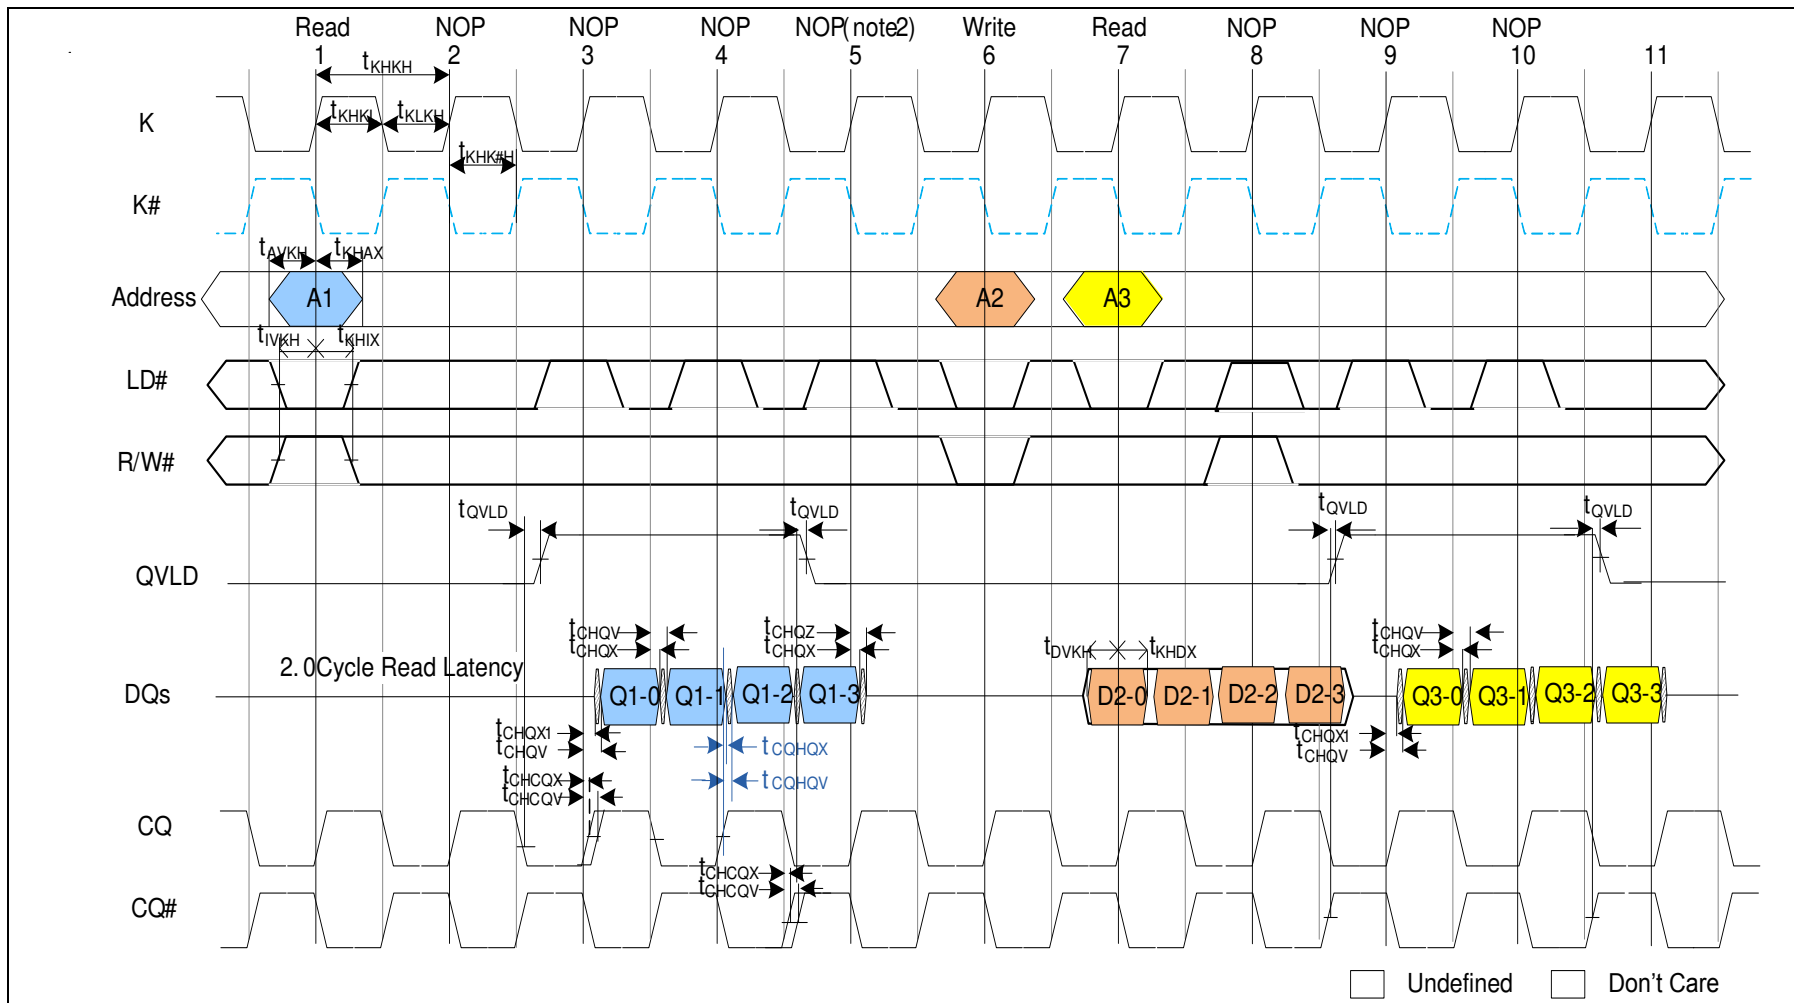 Read NOP NOP NOP NOP(note2) Write Read NOP NOP NOP
1 2 3 4 5 6 7 8 9 10 11
tKHKH
K
tKHKL tKLKH
tKHK#H
K#
tAVKH tKHAX
Address A1 A2 A3
tIVKH tKHIX
LD#
R/W#
tQVLD tQVLD tQVLD tQVLD
QVLD
tCHQV tCHQZ tCHQV
tCHQX tCHQX tDVKH tKHDX tCHQX
2.0Cycle Read Latency
DQs Q1-0 Q1-1 Q1-2 Q1-3 D2-0 D2-1 D2-2 D2-3 Q3-0 Q3-1 Q3-2 Q3-3
tCHQX1 tCQHQX tCHQX1
tCHQV tCHQV
tCHCQX tCQHQV
tCHCQV
CQ
tCHCQX
tCHCQV
CQ#
Undefined Don't Care